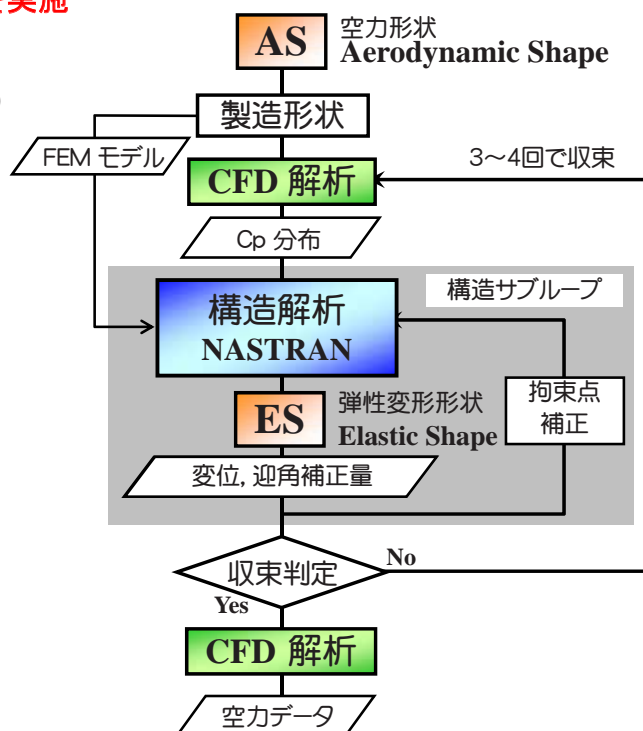 実施
AS
空力形状
Aerodynamic Shape
製造形状
FEM モデル
3～4回で収束
CFD 解析
Cp 分布
構造サブループ
構造解析
NASTRAN
拘束点
補正
ES
弾性変形形状
Elastic Shape
変位, 迎角補正量
収束判定
No
Yes
CFD 解析
空力データ